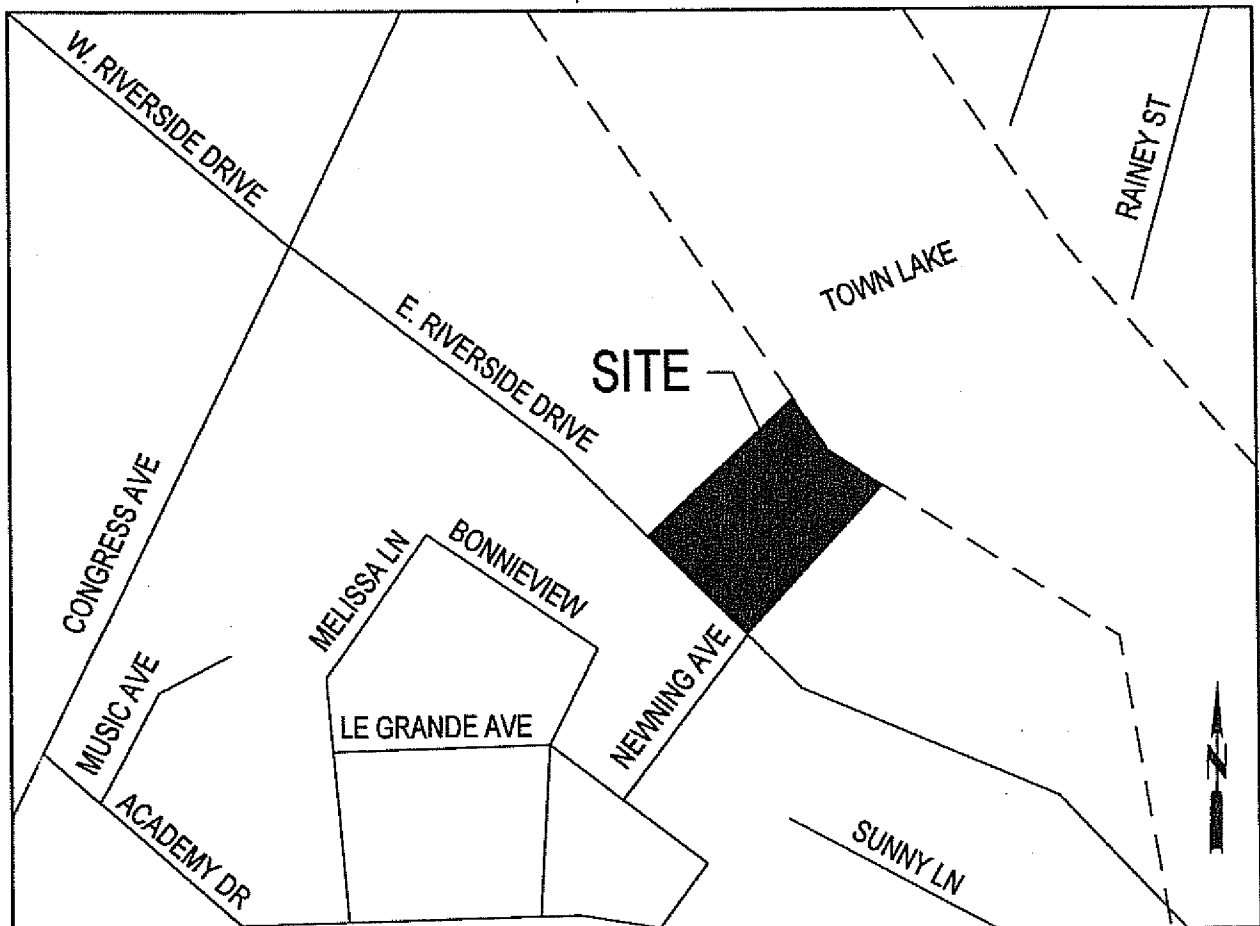 W. RIVERSIDE DRIVE
RAINEY ST
TOWN LAKE
E. RIVERSIDE DRIVE
SITE
CONGRESS AVE
MELISSA LN
BONNIEVIEW
MUSIC AVE
LE GRANDE AVE
NEWNING AVE
ACADEMY DR
SUNNY LN
N